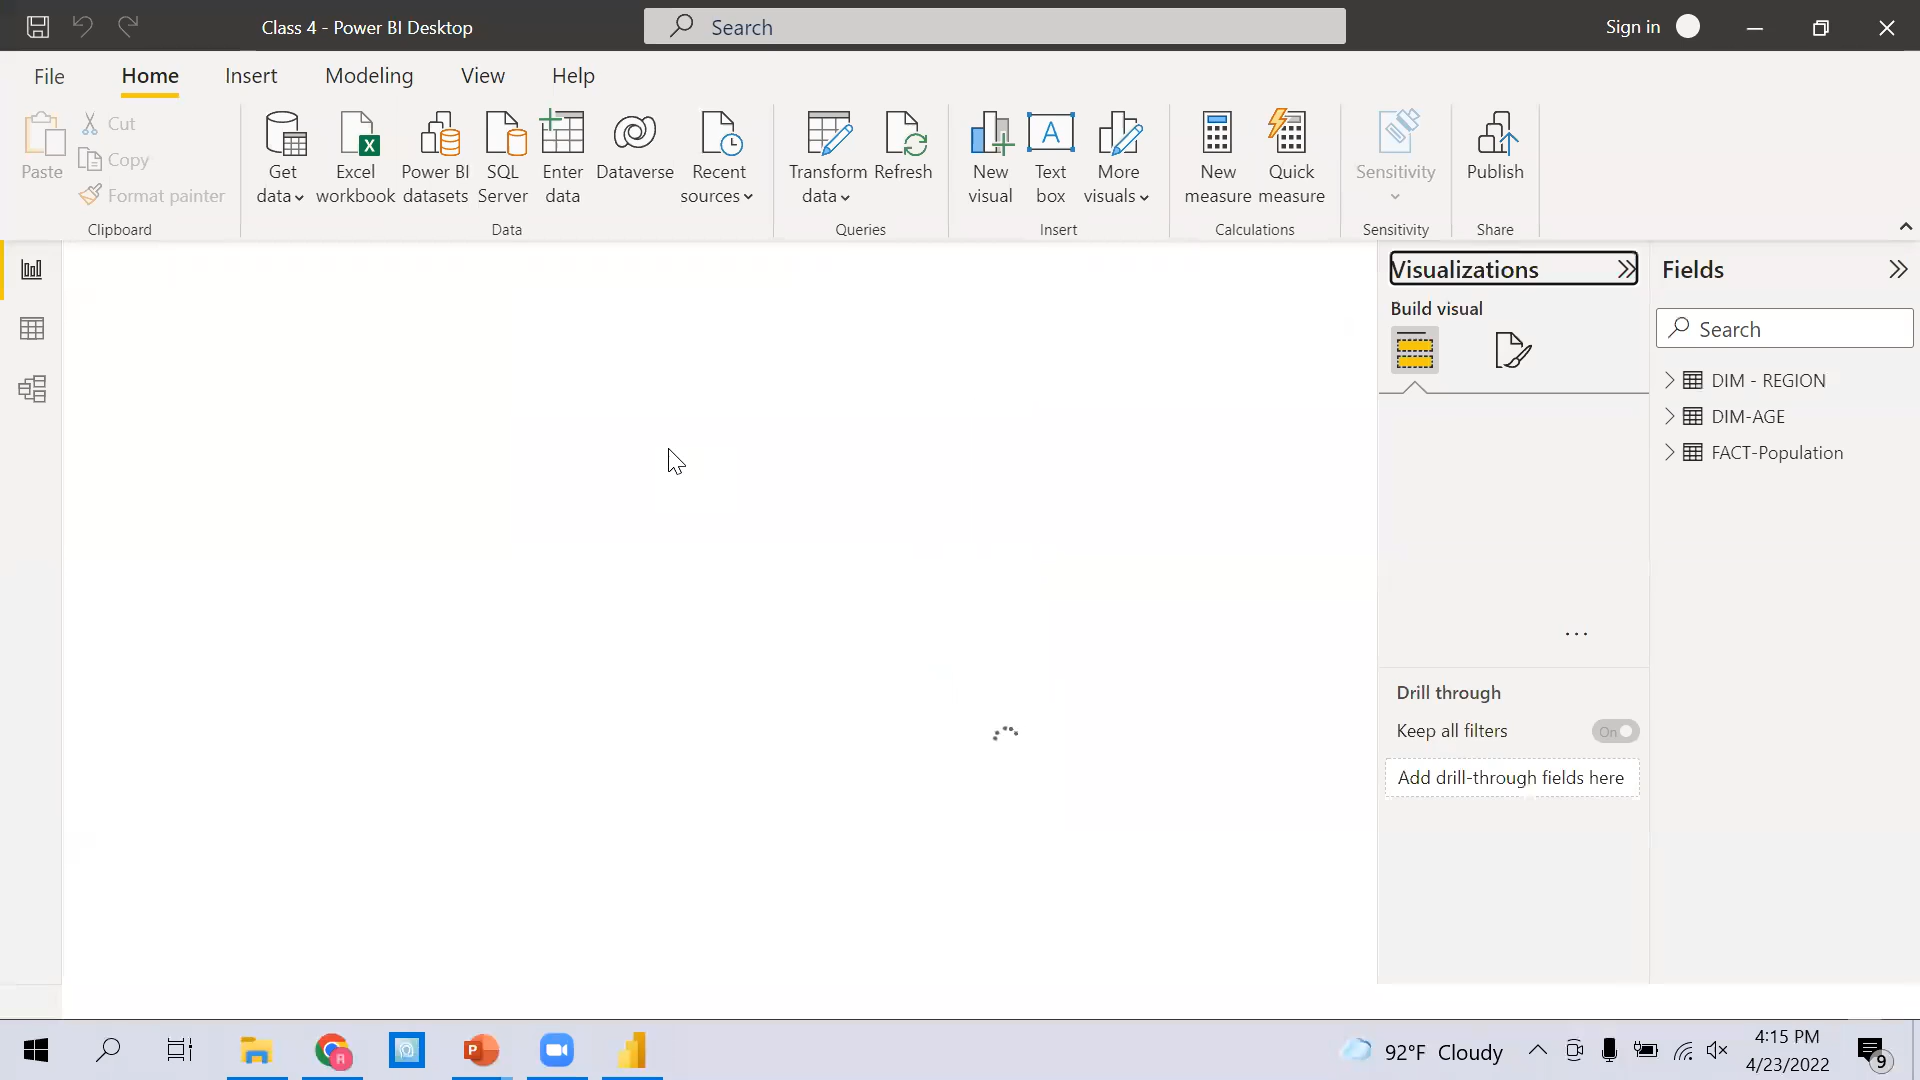 Class 4 - Power BI Desktop
Search
Sign in
File
Home
Insert
Modeling
View
Help
Paste
Cut
Copy
Format painter
Clipboard
Get data
Excel workbook
Power BI datasets
SQL Server
Enter data
Dataverse
Recent sources
Data
Transform data
Refresh
Queries
New visual
Text box
More visuals
Insert
New measure
Quick measure
Calculations
Sensitivity
Sensitivity
Publish
Share
Visualizations
Build visual
Drill through
Keep all filters
On
Add drill-through fields here
Fields
Search
DIM - REGION
DIM-AGE
FACT-Population
92°F Cloudy
4:15 PM
4/23/2022
9